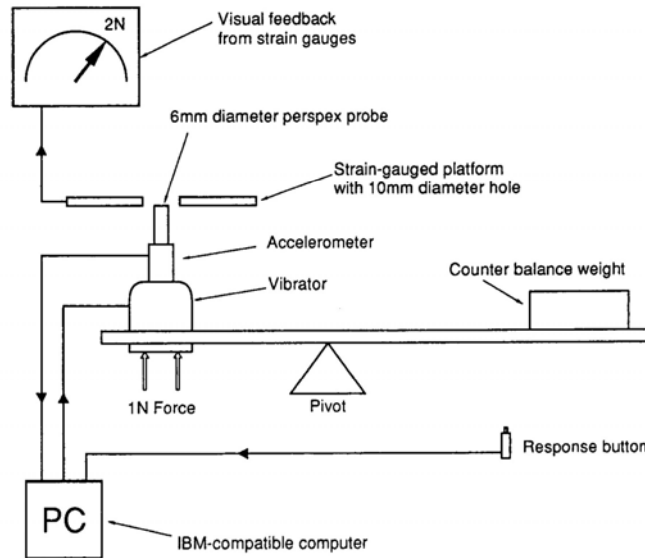 2N
Visual feedback
from strain gauges
6mm diameter perspex probe
Strain-gauged platform
with 10mm diameter hole
Accelerometer
Counter balance weight
Vibrator
1N Force
Pivot
Response button
PC
IBM-compatible computer